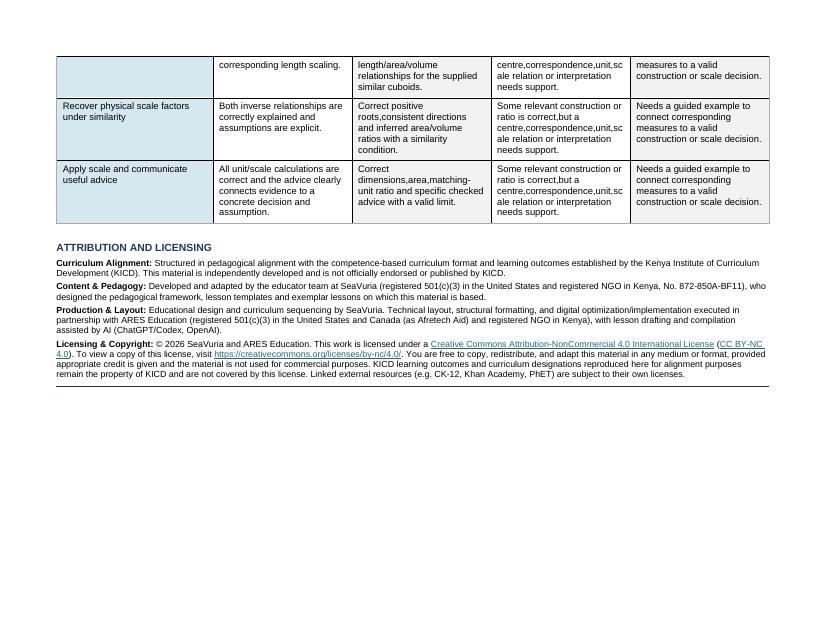 corresponding length scaling.
length/area/volume
relationships for the supplied
similar cuboids.
centre,correspondence,unit,sc
ale relation or interpretation
needs support.
measures to a valid
construction or scale decision.
Recover physical scale factors
under similarity
Both inverse relationships are
correctly explained and
assumptions are explicit.
Correct positive
roots,consistent directions
and inferred area/volume
ratios with a similarity
condition.
Some relevant construction or
ratio is correct,but a
centre,correspondence,unit,sc
ale relation or interpretation
needs support.
Needs a guided example to
connect corresponding
measures to a valid
construction or scale decision.
Apply scale and communicate
useful advice
All unit/scale calculations are
correct and the advice clearly
connects evidence to a
concrete decision and
assumption.
Correct
dimensions,area,matching-
unit ratio and specific checked
advice with a valid limit.
Some relevant construction or
ratio is correct,but a
centre,correspondence,unit,sc
ale relation or interpretation
needs support.
Needs a guided example to
connect corresponding
measures to a valid
construction or scale decision.
ATTRIBUTION AND LICENSING
Curriculum Alignment: Structured in pedagogical alignment with the competence-based curriculum format and learning outcomes established by the Kenya Institute of Curriculum
Development (KICD). This material is independently developed and is not officially endorsed or published by KICD.
Content & Pedagogy: Developed and adapted by the educator team at SeaVuria (registered 501(c)(3) in the United States and registered NGO in Kenya, No. 872-850A-BF11), who
designed the pedagogical framework, lesson templates and exemplar lessons on which this material is based.
Production & Layout: Educational design and curriculum sequencing by SeaVuria. Technical layout, structural formatting, and digital optimization/implementation executed in
partnership with ARES Education (registered 501(c)(3) in the United States and Canada (as Afretech Aid) and registered NGO in Kenya), with lesson drafting and compilation
assisted by AI (ChatGPT/Codex, OpenAI).
Licensing & Copyright: © 2026 SeaVuria and ARES Education. This work is licensed under a Creative Commons Attribution-NonCommercial 4.0 International License (CC BY-NC
4.0). To view a copy of this license, visit https://creativecommons.org/licenses/by-nc/4.0/. You are free to copy, redistribute, and adapt this material in any medium or format, provided
appropriate credit is given and the material is not used for commercial purposes. KICD learning outcomes and curriculum designations reproduced here for alignment purposes
remain the property of KICD and are not covered by this license. Linked external resources (e.g. CK-12, Khan Academy, PhET) are subject to their own licenses.